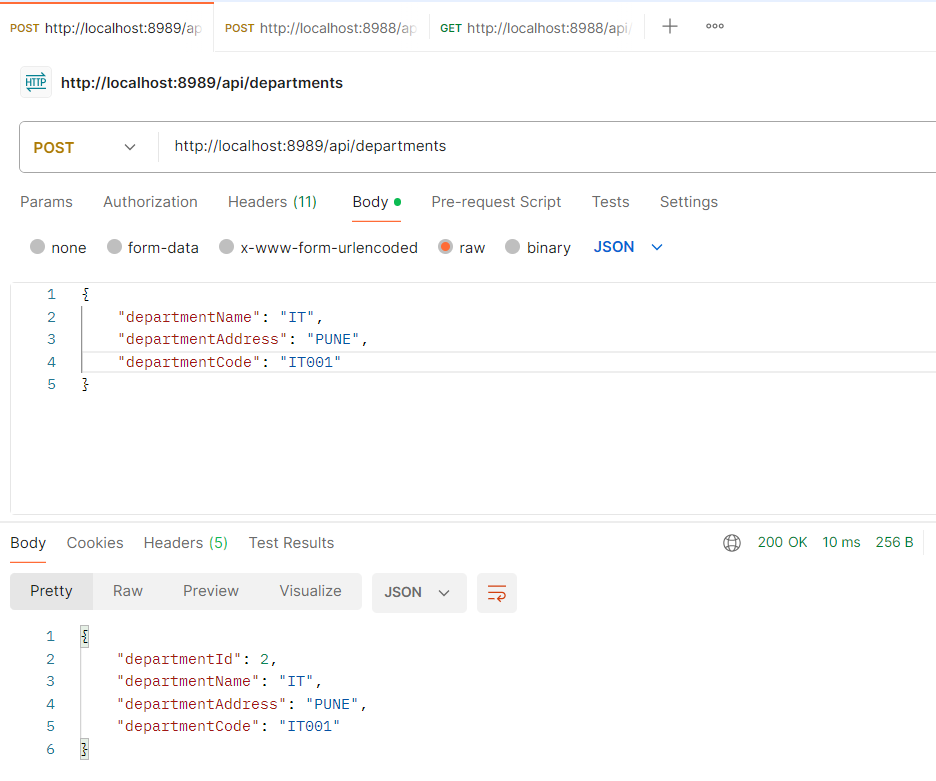 POST http://localhost:8989/ap POST http://localhost:8988/ap GET http://localhost:8988/api/
HTTP http://localhost:8989/api/departments
POST http://localhost:8989/api/departments
Params Authorization Headers (11) Body Pre-request Script Tests Settings
none form-data x-www-form-urlencoded raw binary JSON
1 {
2 "departmentName": "IT",
3 "departmentAddress": "PUNE",
4 "departmentCode": "IT001"
5 }
Body Cookies Headers (5) Test Results 200 OK 10 ms 256 B
Pretty Raw Preview Visualize JSON
1 {
2 "departmentId": 2,
3 "departmentName": "IT",
4 "departmentAddress": "PUNE",
5 "departmentCode": "IT001"
6 }